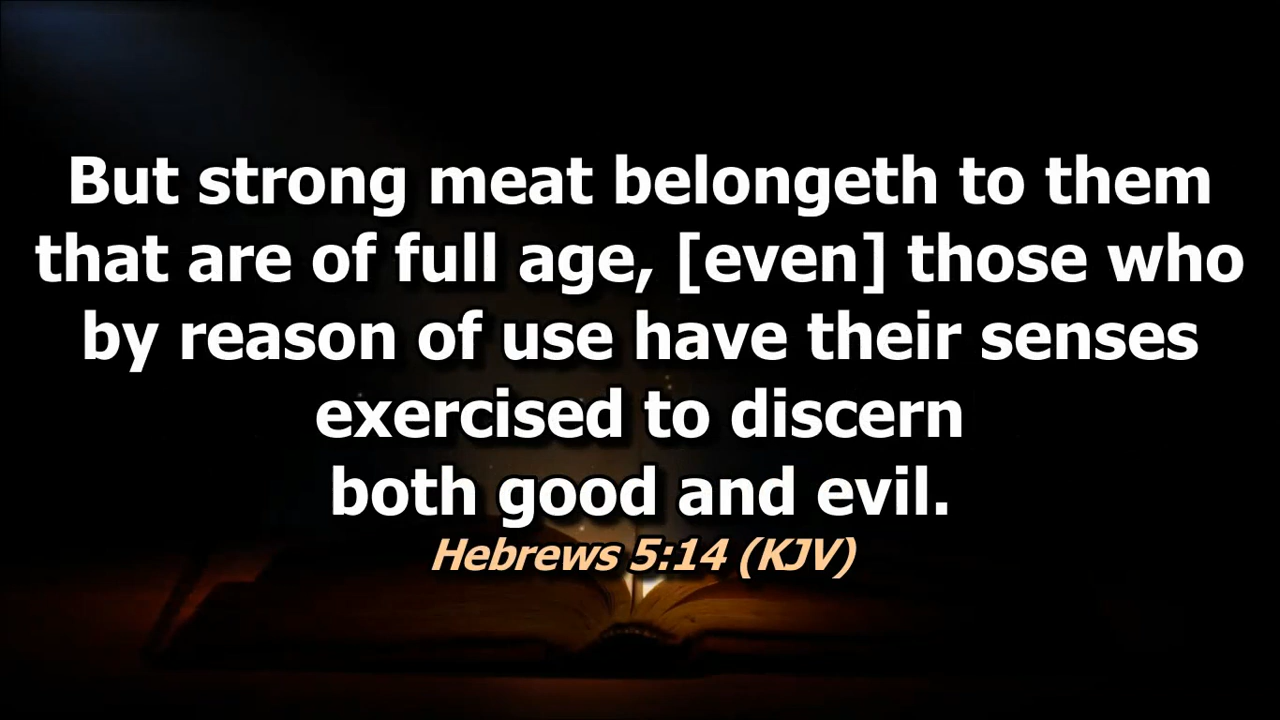 But strong meat belongeth to them
that are of full age, [even] those who
by reason of use have their senses
exercised to discern
both good and evil.
Hebrews 5:14 (KJV)